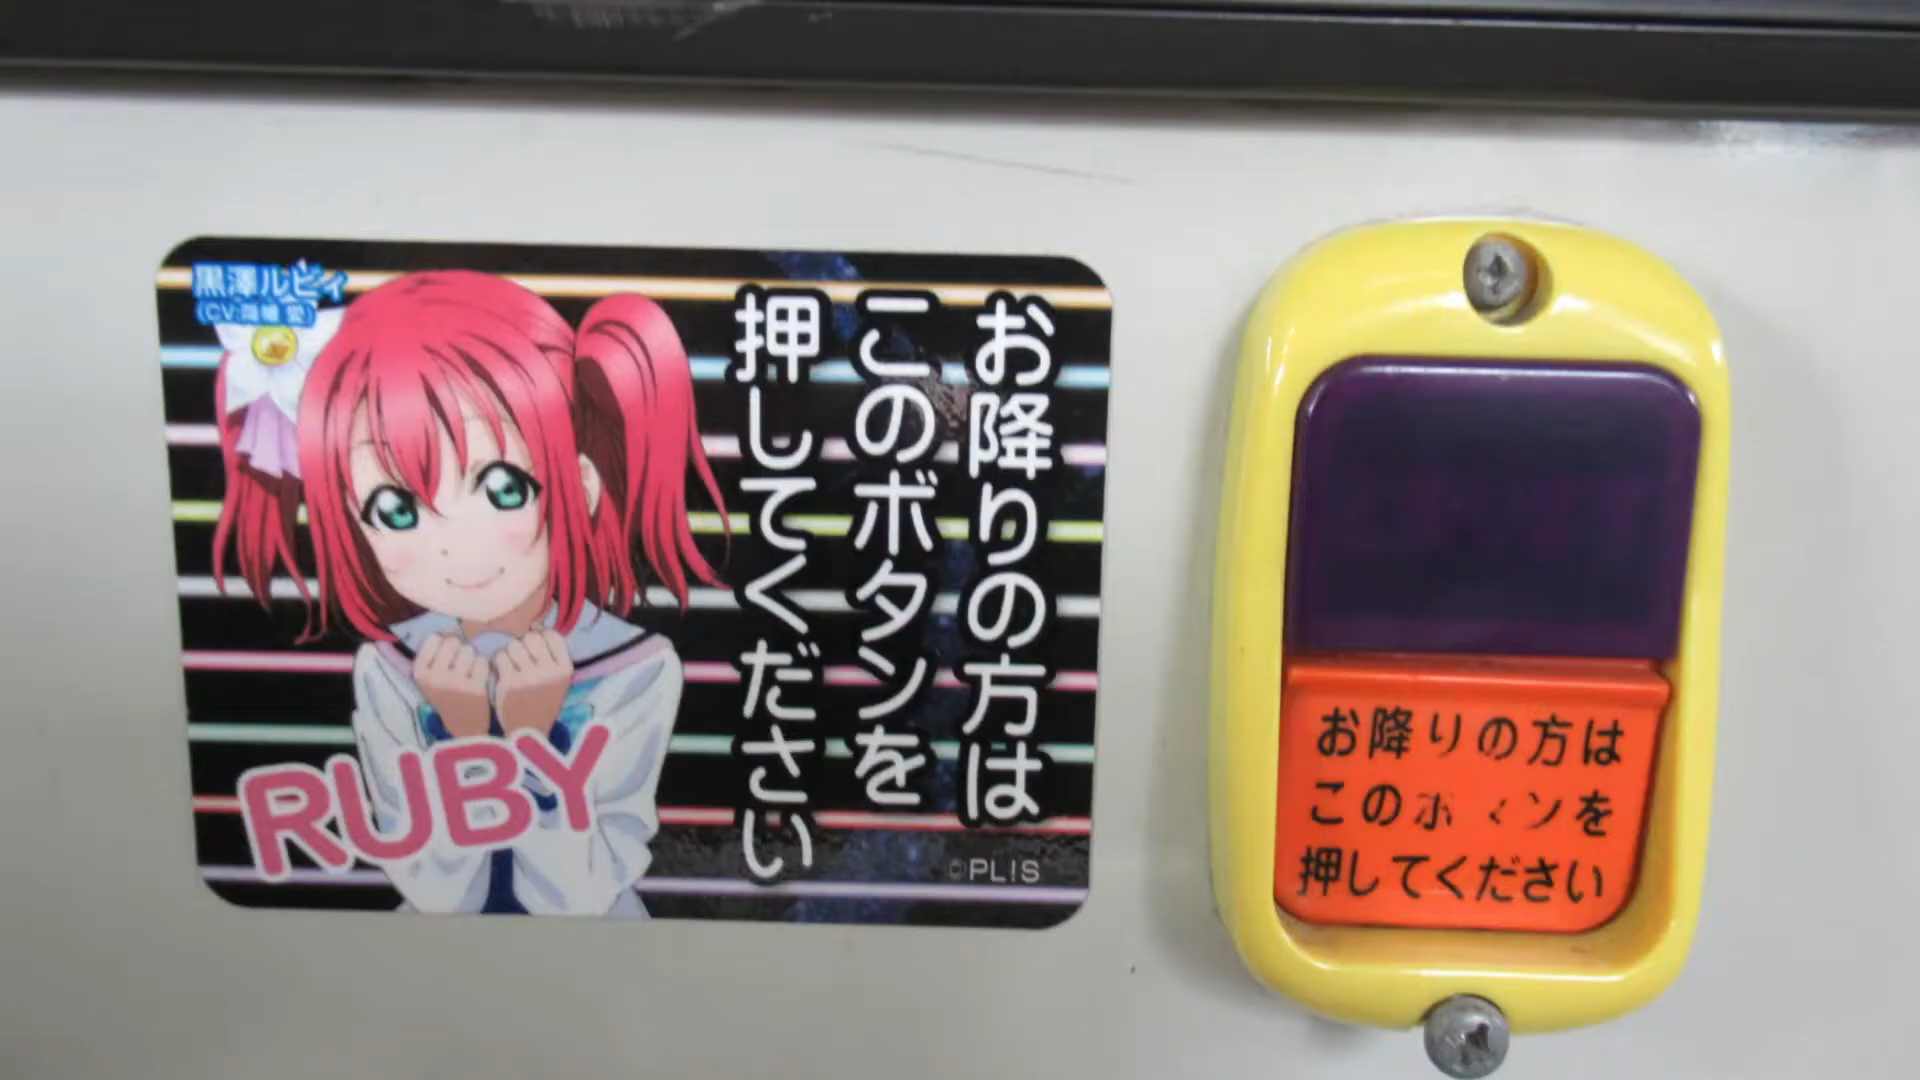 黒澤ルビィ
(CV:降幡 愛)
お降りの方は
このボタンを
押してください
RUBY
©PL!S
お降りの方は
このボタンを
押してください